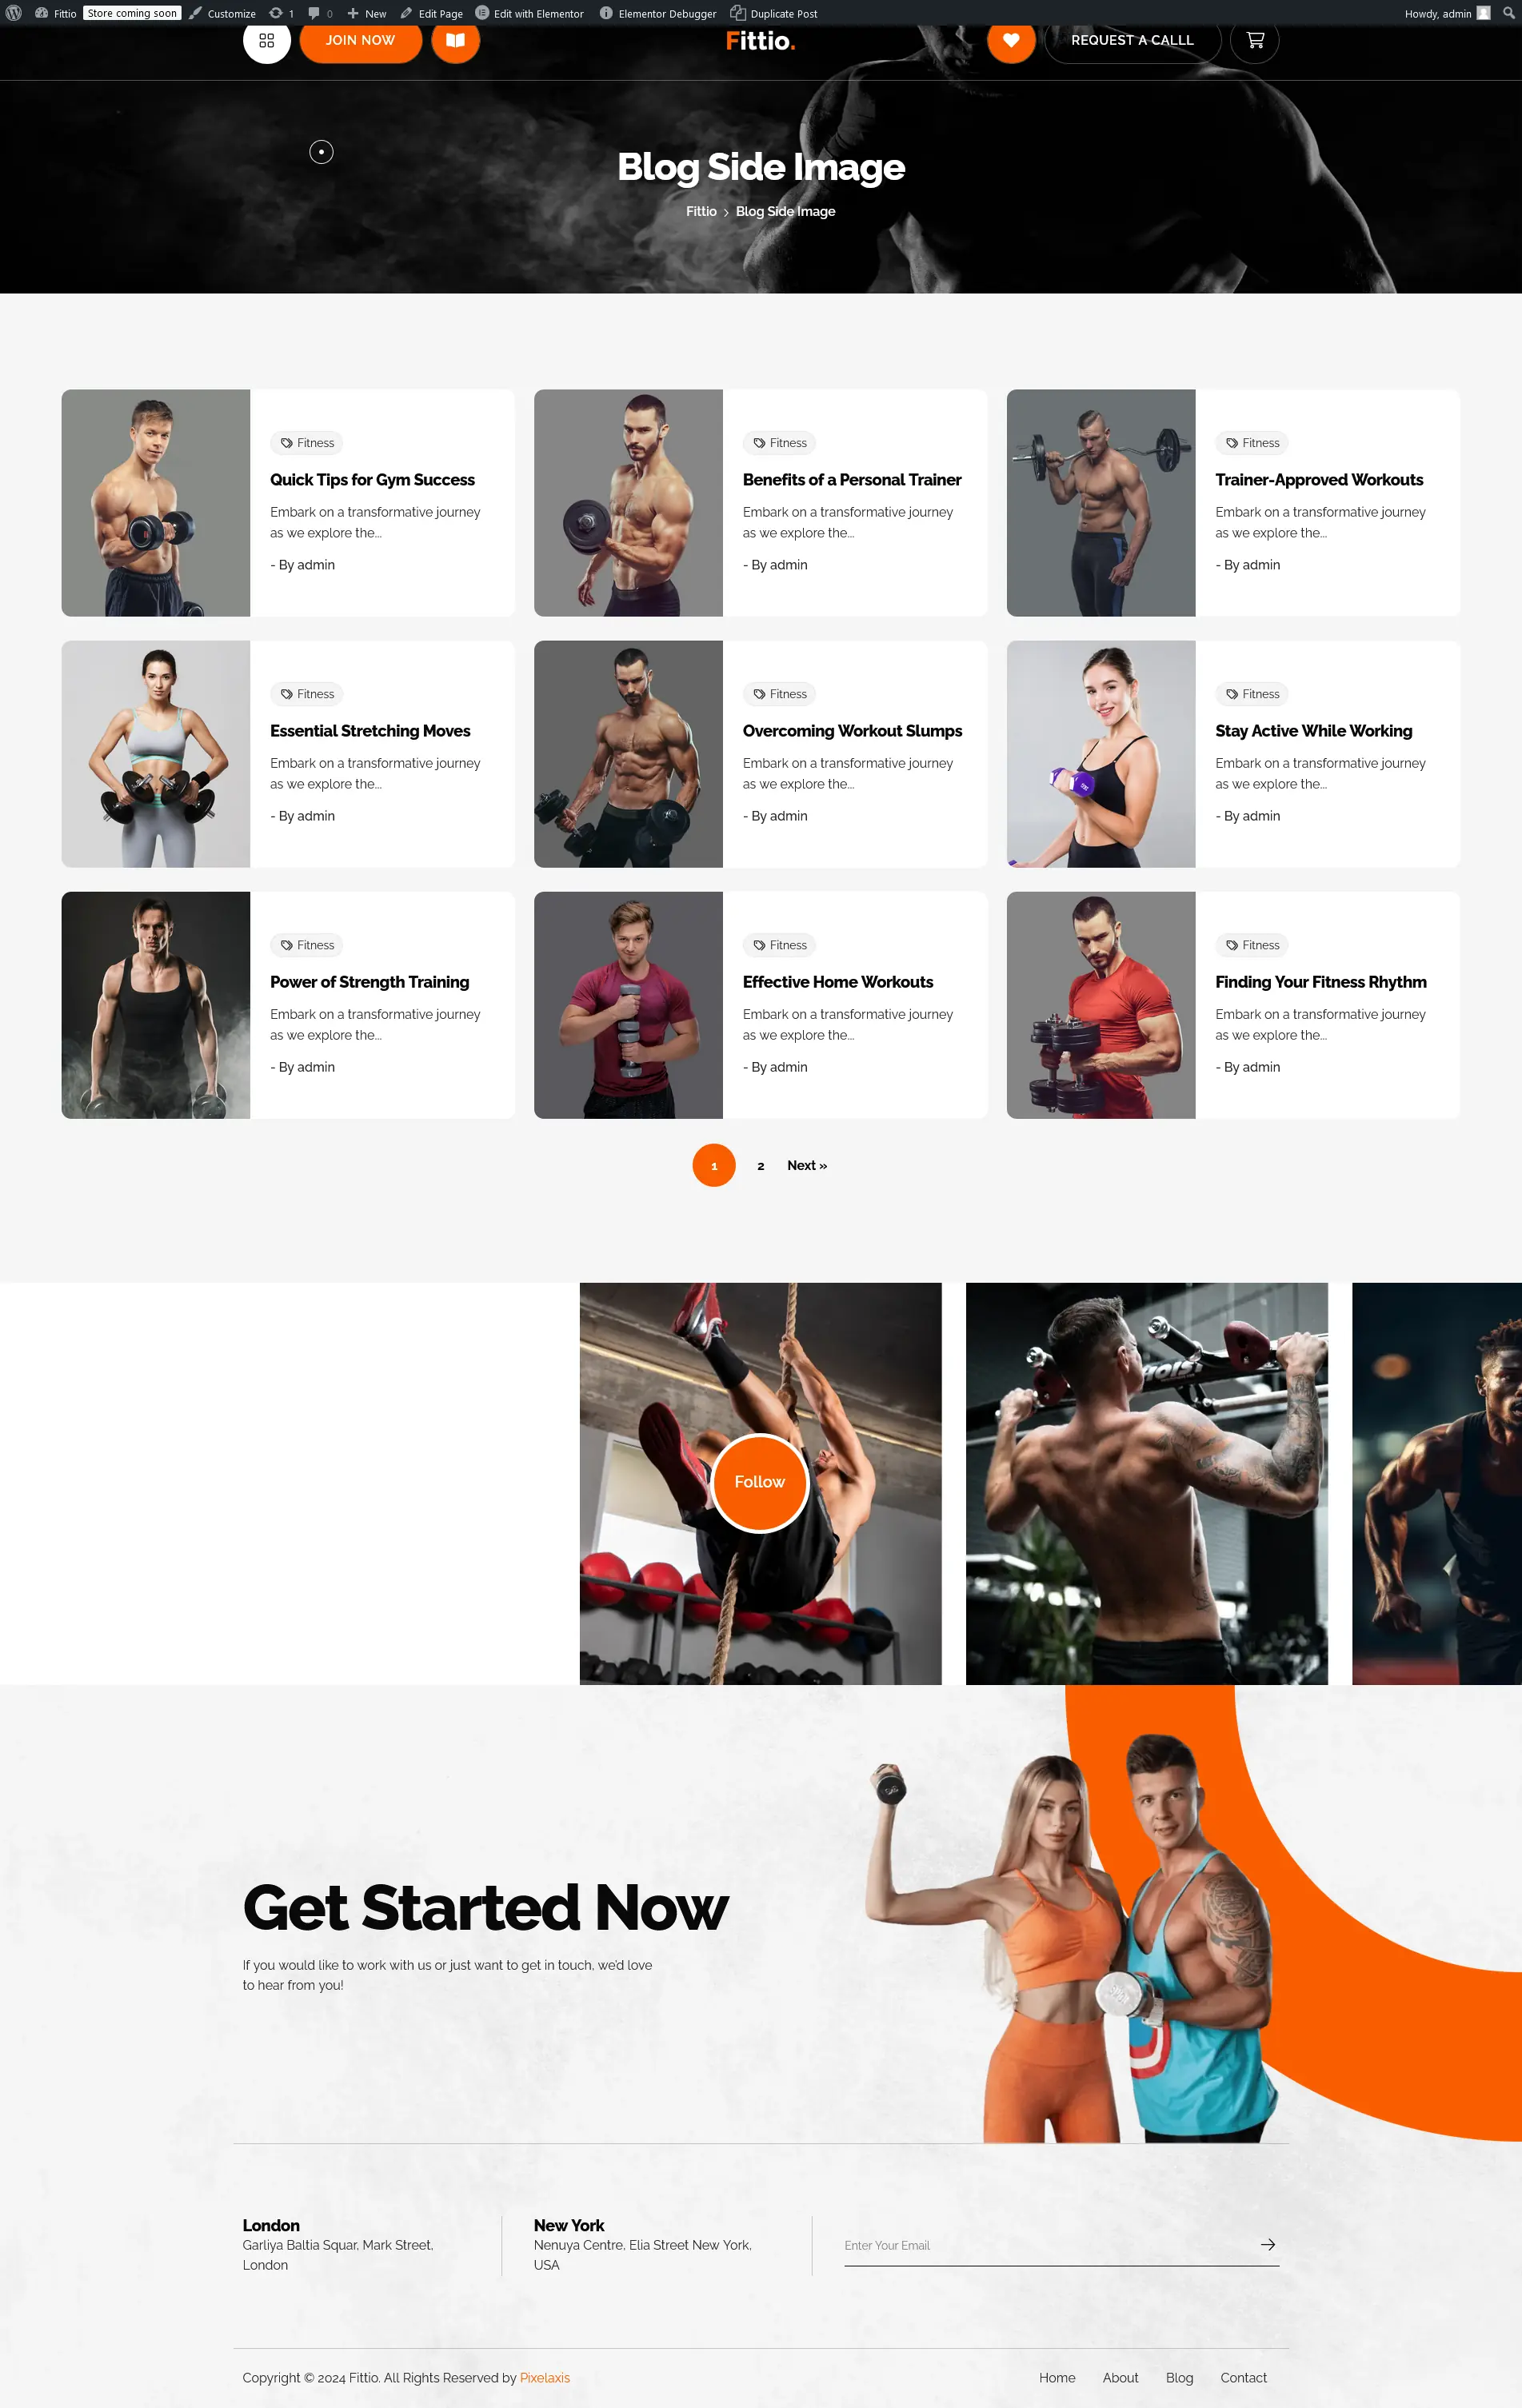 Fittio Store coming soon Customize 1 0 New Edit Page Edit with Elementor Elementor Debugger Duplicate Post Howdy, admin
JOIN NOW Fittio. REQUEST A CALLL
Blog Side Image
Fittio > Blog Side Image
Fitness
Quick Tips for Gym Success
Embark on a transformative journey
as we explore the...
- By admin
Fitness
Benefits of a Personal Trainer
Embark on a transformative journey
as we explore the...
- By admin
Fitness
Trainer-Approved Workouts
Embark on a transformative journey
as we explore the...
- By admin
Fitness
Essential Stretching Moves
Embark on a transformative journey
as we explore the...
- By admin
Fitness
Overcoming Workout Slumps
Embark on a transformative journey
as we explore the...
- By admin
Fitness
Stay Active While Working
Embark on a transformative journey
as we explore the...
- By admin
Fitness
Power of Strength Training
Embark on a transformative journey
as we explore the...
- By admin
Fitness
Effective Home Workouts
Embark on a transformative journey
as we explore the...
- By admin
Fitness
Finding Your Fitness Rhythm
Embark on a transformative journey
as we explore the...
- By admin
1 2 Next »
Follow
HOIST
Get Started Now
If you would like to work with us or just want to get in touch, we'd love
to hear from you!
London
Garliya Baltia Squar, Mark Street,
London
New York
Nenuya Centre, Elia Street New York,
USA
Enter Your Email
Copyright © 2024 Fittio. All Rights Reserved by Pixelaxis
Home About Blog Contact